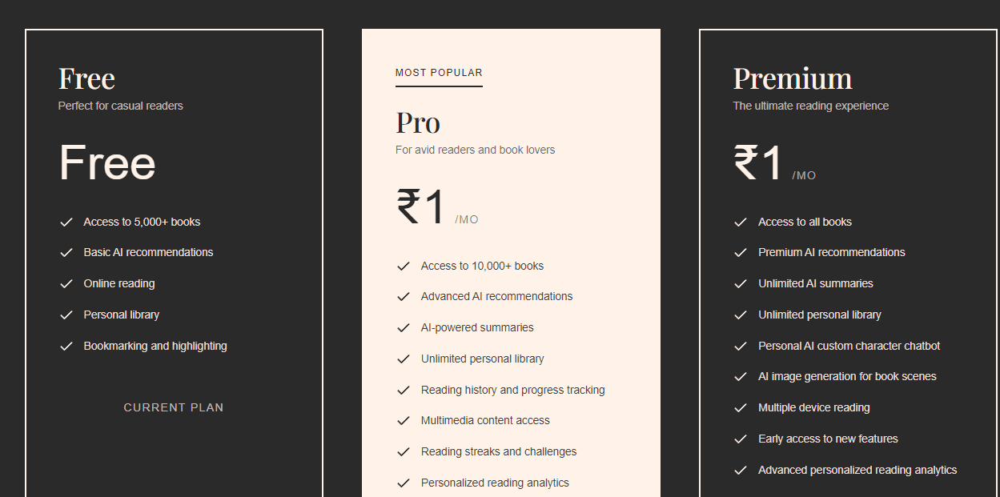 Free
Perfect for casual readers
Free
Access to 5,000+ books
Basic AI recommendations
Online reading
Personal library
Bookmarking and highlighting
CURRENT PLAN
MOST POPULAR
Pro
For avid readers and book lovers
₹1 /MO
Access to 10,000+ books
Advanced AI recommendations
AI-powered summaries
Unlimited personal library
Reading history and progress tracking
Multimedia content access
Reading streaks and challenges
Personalized reading analytics
Premium
The ultimate reading experience
₹1 /MO
Access to all books
Premium AI recommendations
Unlimited AI summaries
Unlimited personal library
Personal AI custom character chatbot
AI image generation for book scenes
Multiple device reading
Early access to new features
Advanced personalized reading analytics